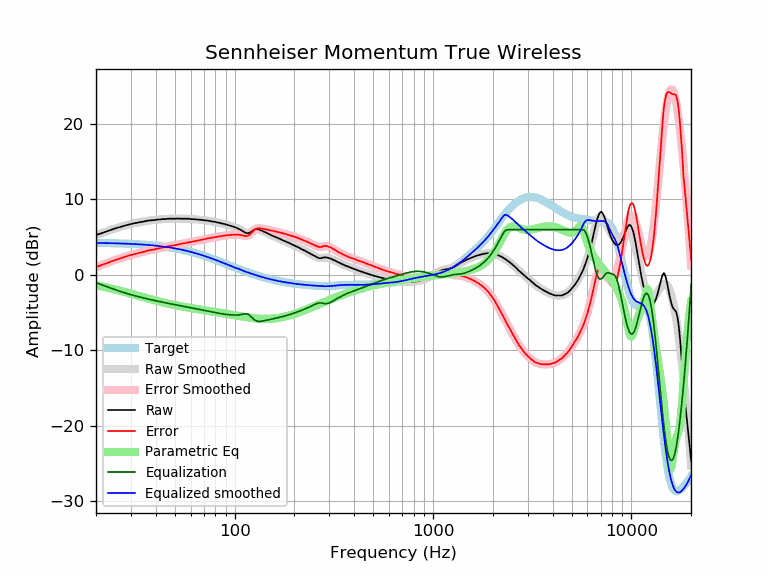 Sennheiser Momentum True Wireless
Amplitude (dBr)
20
10
0
−10
−20
−30
Target
Raw Smoothed
Error Smoothed
Raw
Error
Parametric Eq
Equalization
Equalized smoothed
100
1000
10000
Frequency (Hz)